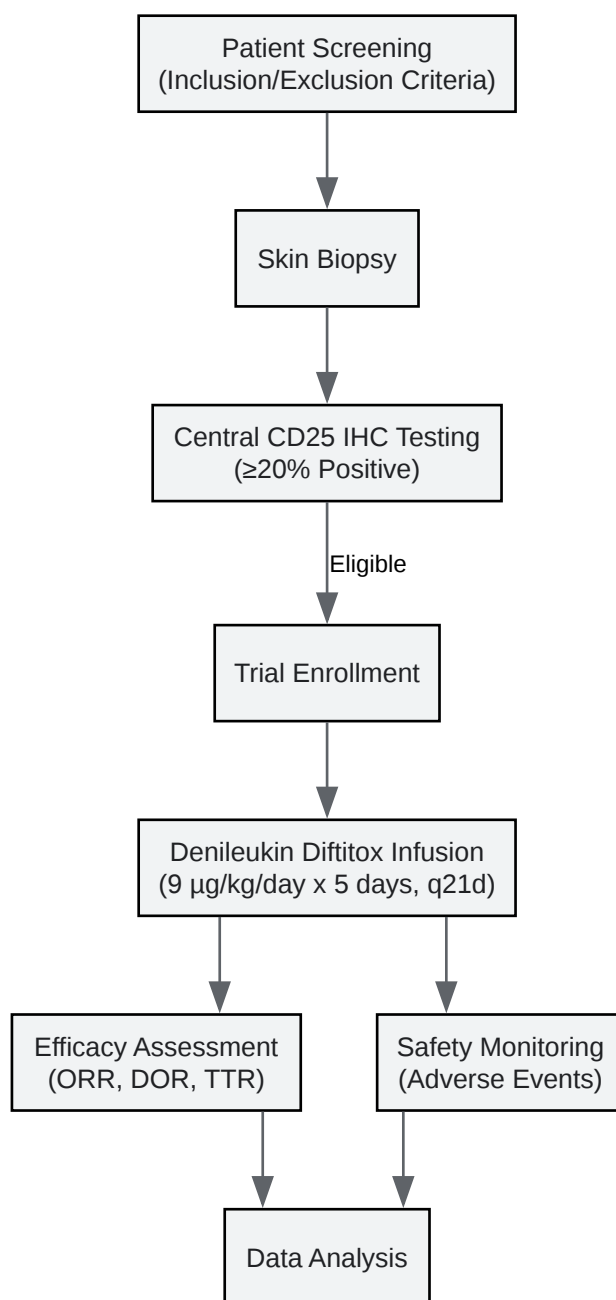 Patient Screening
(Inclusion/Exclusion Criteria)
Skin Biopsy
Central CD25 IHC Testing
(≥20% Positive)
Eligible
Trial Enrollment
Denileukin Diftitox Infusion
(9 µg/kg/day x 5 days, q21d)
Efficacy Assessment
(ORR, DOR, TTR)
Safety Monitoring
(Adverse Events)
Data Analysis